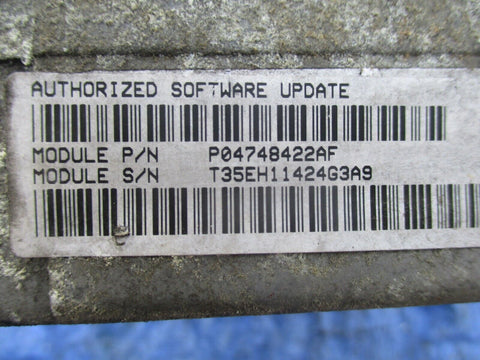 AUTHORIZED SOFTWARE UPDATE
MODULE P/N P04748422AF
MODULE S/N T35EH11424G3A9